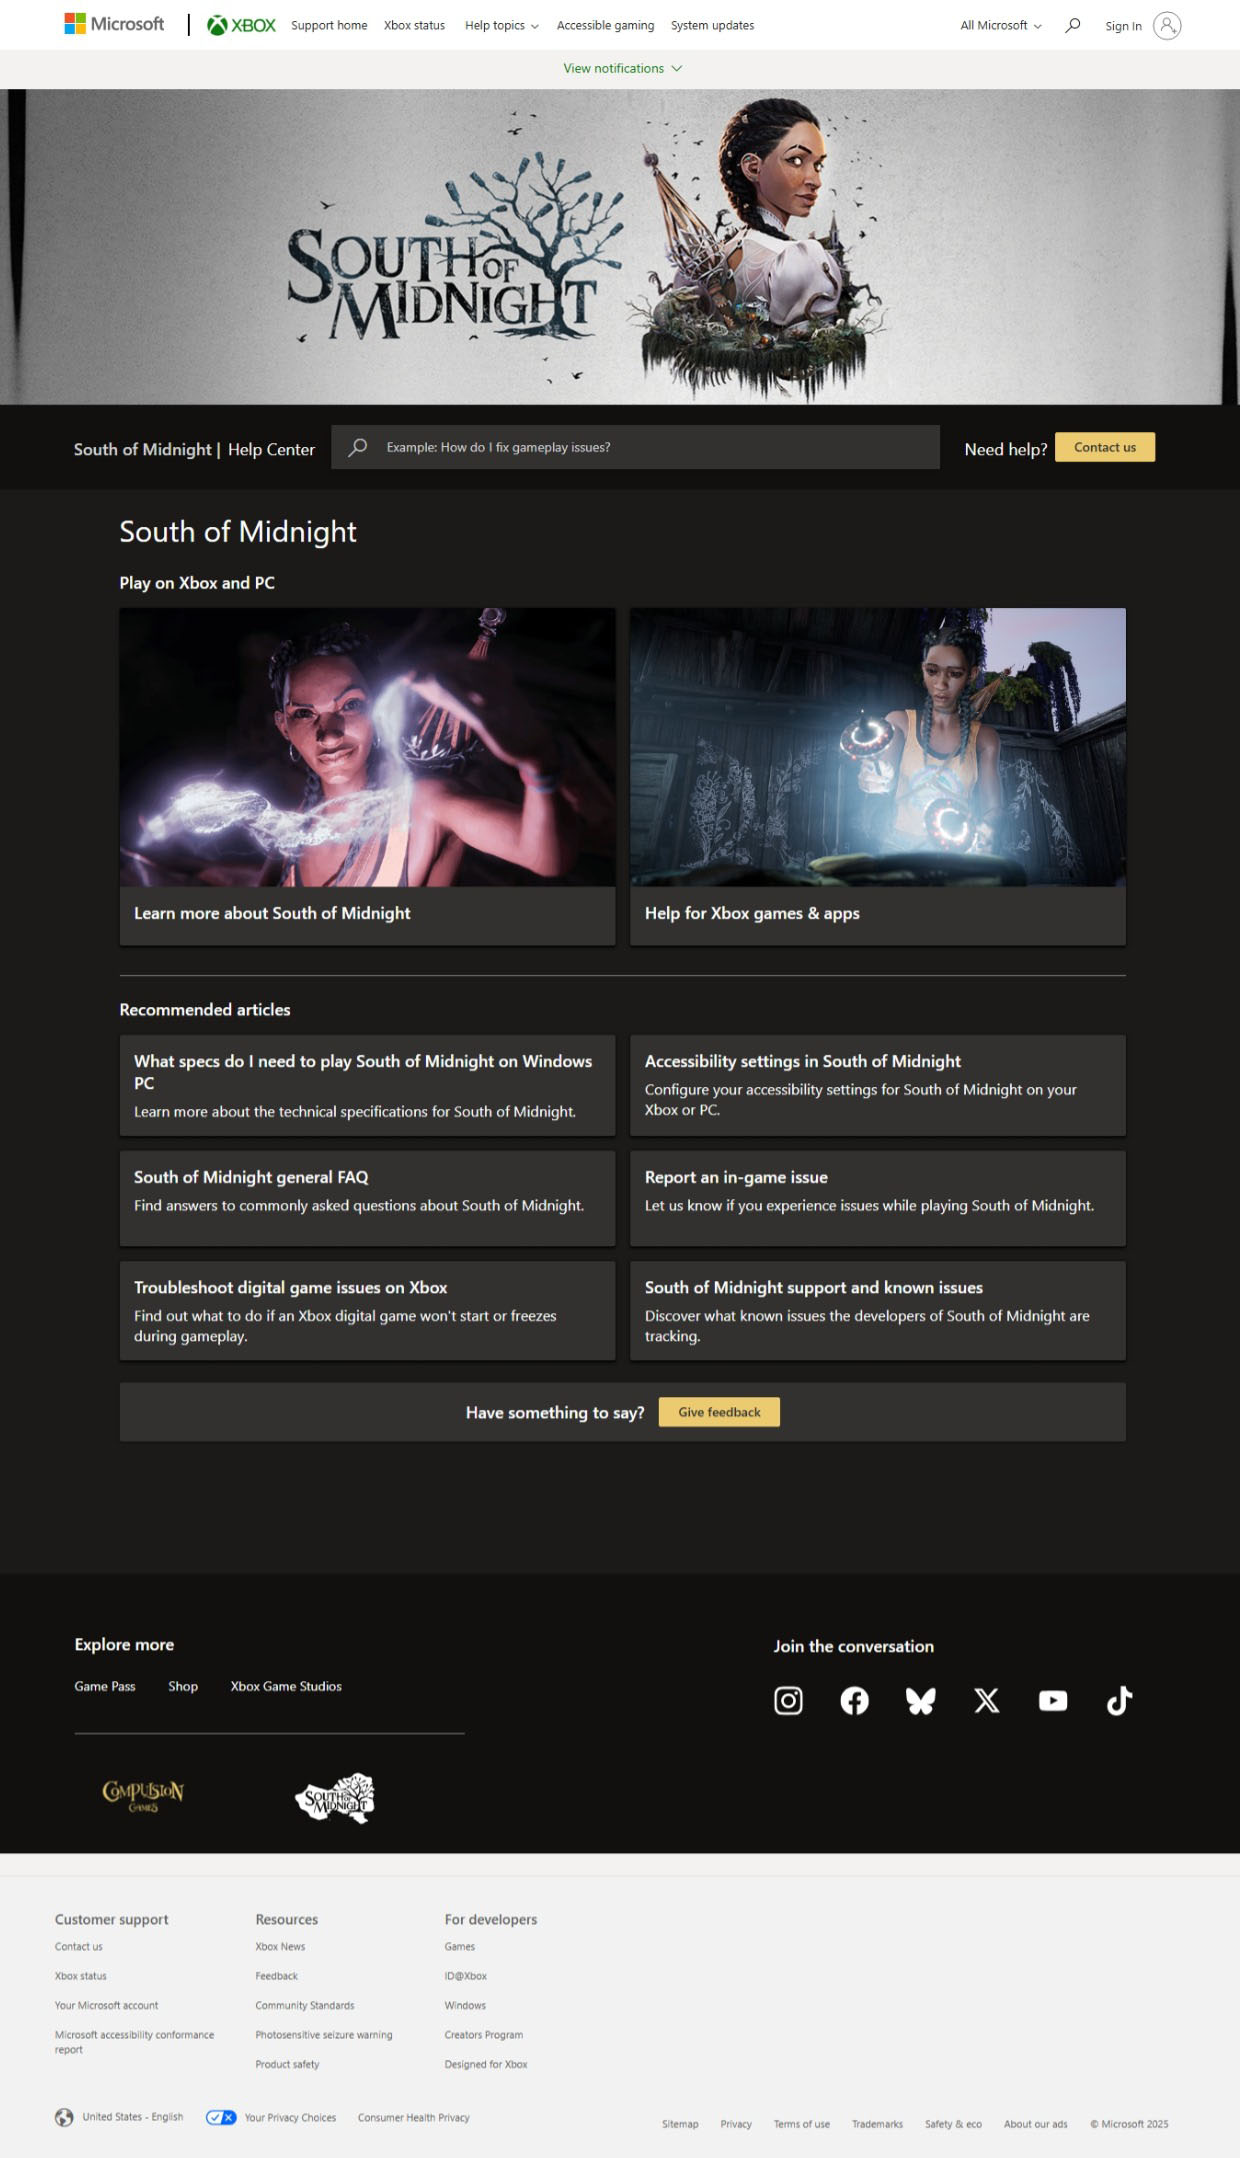 Microsoft
XBOX
Support home
Xbox status
Help topics
Accessible gaming
System updates
All Microsoft
Sign In
View notifications
SOUTH OF
MIDNIGHT
South of Midnight | Help Center
Example: How do I fix gameplay issues?
Need help?
Contact us
South of Midnight
Play on Xbox and PC
Learn more about South of Midnight
Help for Xbox games & apps
Recommended articles
What specs do I need to play South of Midnight on Windows
PC
Learn more about the technical specifications for South of Midnight.
Accessibility settings in South of Midnight
Configure your accessibility settings for South of Midnight on your
Xbox or PC.
South of Midnight general FAQ
Find answers to commonly asked questions about South of Midnight.
Report an in-game issue
Let us know if you experience issues while playing South of Midnight.
Troubleshoot digital game issues on Xbox
Find out what to do if an Xbox digital game won't start or freezes
during gameplay.
South of Midnight support and known issues
Discover what known issues the developers of South of Midnight are
tracking.
Have something to say?
Give feedback
Explore more
Game Pass
Shop
Xbox Game Studios
Join the conversation
COMPULSION
GAMES
SOUTH OF
MIDNIGHT
Customer support
Contact us
Xbox status
Your Microsoft account
Microsoft accessibility conformance
report
Resources
Xbox News
Feedback
Community Standards
Photosensitive seizure warning
Product safety
For developers
Games
ID@Xbox
Windows
Creators Program
Designed for Xbox
United States - English
Your Privacy Choices
Consumer Health Privacy
Sitemap
Privacy
Terms of use
Trademarks
Safety & eco
About our ads
© Microsoft 2025